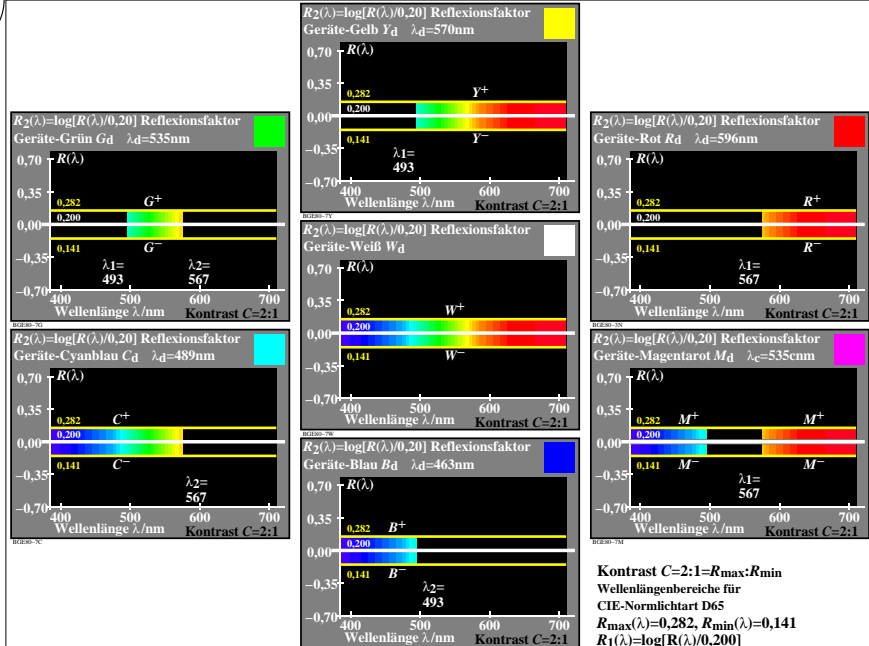 R2(λ)=log[R(λ)/0,20] Reflexionsfaktor
Geräte-Gelb Yd λd=570nm
0,70 R(λ)
0,35
0,282
0,200
0,00
0,141
−0,35
−0,70
Y+
Y−
λ1=
493
400 500 600 700
Wellenlänge λ/nm Kontrast C=2:1
BGE80-7Y
R2(λ)=log[R(λ)/0,20] Reflexionsfaktor
Geräte-Grün Gd λd=535nm
0,70 R(λ)
0,35
0,282
0,200
0,00
0,141
−0,35
−0,70
G+
G−
λ1=
493
λ2=
567
400 500 600 700
Wellenlänge λ/nm Kontrast C=2:1
BGE80-7G
R2(λ)=log[R(λ)/0,20] Reflexionsfaktor
Geräte-Rot Rd λd=596nm
0,70 R(λ)
0,35
0,282
0,200
0,00
0,141
−0,35
−0,70
R+
R−
λ1=
567
400 500 600 700
Wellenlänge λ/nm Kontrast C=2:1
BGE80-3N
R2(λ)=log[R(λ)/0,20] Reflexionsfaktor
Geräte-Weiß Wd
0,70 R(λ)
0,35
0,282
0,200
0,00
0,141
−0,35
−0,70
W+
W−
400 500 600 700
Wellenlänge λ/nm Kontrast C=2:1
BGE80-7W
R2(λ)=log[R(λ)/0,20] Reflexionsfaktor
Geräte-Cyanblau Cd λd=489nm
0,70 R(λ)
0,35
0,282
0,200
0,00
0,141
−0,35
−0,70
C+
C−
λ2=
567
400 500 600 700
Wellenlänge λ/nm Kontrast C=2:1
BGE80-7C
R2(λ)=log[R(λ)/0,20] Reflexionsfaktor
Geräte-Magentarot Md λc=535cnm
0,70 R(λ)
0,35
0,282
0,200
0,00
0,141
−0,35
−0,70
M+ M+
M− M−
λ1=
567
400 500 600 700
Wellenlänge λ/nm Kontrast C=2:1
BGE80-7M
R2(λ)=log[R(λ)/0,20] Reflexionsfaktor
Geräte-Blau Bd λd=463nm
0,70 R(λ)
0,35
0,282
0,200
0,00
0,141
−0,35
−0,70
B+
B−
λ2=
493
400 500 600 700
Wellenlänge λ/nm Kontrast C=2:1
Kontrast C=2:1=Rmax:Rmin
Wellenlängenbereiche für
CIE-Normlichtart D65
Rmax(λ)=0,282, Rmin(λ)=0,141
R1(λ)=log[R(λ)/0,200]